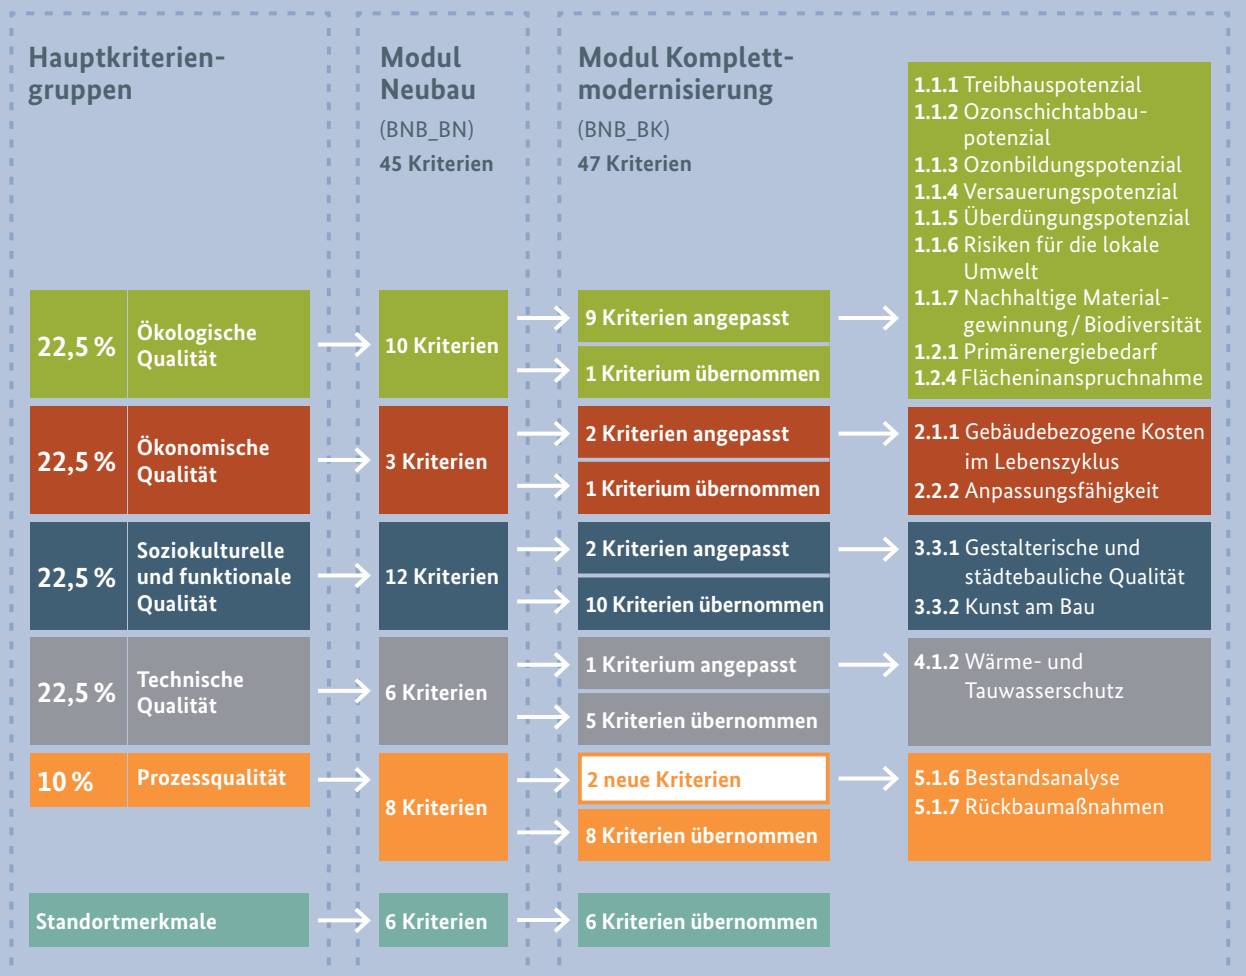 Hauptkriterien-
gruppen
Modul
Neubau
(BNB_BN)
45 Kriterien
Modul Komplett-
modernisierung
(BNB_BK)
47 Kriterien
22,5 %
Ökologische
Qualität
10 Kriterien
9 Kriterien angepasst
1 Kriterium übernommen
1.1.1 Treibhauspotenzial
1.1.2 Ozonschichtabbau-
potenzial
1.1.3 Ozonbildungspotenzial
1.1.4 Versauerungspotenzial
1.1.5 Überdüngungspotenzial
1.1.6 Risiken für die lokale
Umwelt
1.1.7 Nachhaltige Material-
gewinnung / Biodiversität
1.2.1 Primärenergiebedarf
1.2.4 Flächeninanspruchnahme
22,5 %
Ökonomische
Qualität
3 Kriterien
2 Kriterien angepasst
1 Kriterium übernommen
2.1.1 Gebäudebezogene Kosten
im Lebenszyklus
2.2.2 Anpassungsfähigkeit
22,5 %
Soziokulturelle
und funktionale
Qualität
12 Kriterien
2 Kriterien angepasst
10 Kriterien übernommen
3.3.1 Gestalterische und
städtebauliche Qualität
3.3.2 Kunst am Bau
22,5 %
Technische
Qualität
6 Kriterien
1 Kriterium angepasst
5 Kriterien übernommen
4.1.2 Wärme- und
Tauwasserschutz
10 %
Prozessqualität
8 Kriterien
2 neue Kriterien
8 Kriterien übernommen
5.1.6 Bestandsanalyse
5.1.7 Rückbaumaßnahmen
Standortmerkmale
6 Kriterien
6 Kriterien übernommen